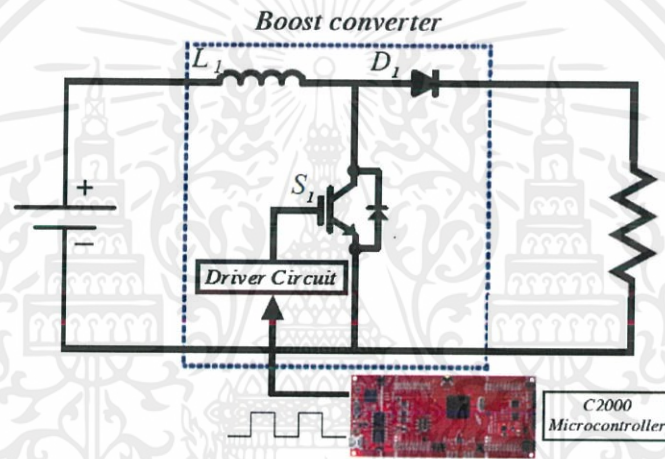 Boost converter
L1
D1
+
S1
−
Driver Circuit
C2000
Microcontroller